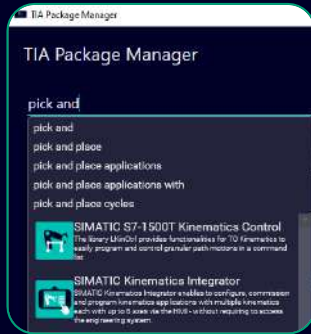 TIA Package Manager
TIA Package Manager
pick and
pick and
pick and place
pick and place applications
pick and place applications with
pick and place cycles
SIMATIC S7-1500T Kinematics Control
The library LKinCtrl provides functionalities for TO Kinematics to
easily program and control granular path motions in a command
list
SIMATIC Kinematics Integrator
SIMATIC Kinematics Integrator enables to configure, commission
and program kinematics applications with multiple kinematics
each with up to 5 axes via the HMI - without requiring to access
the engineering system.